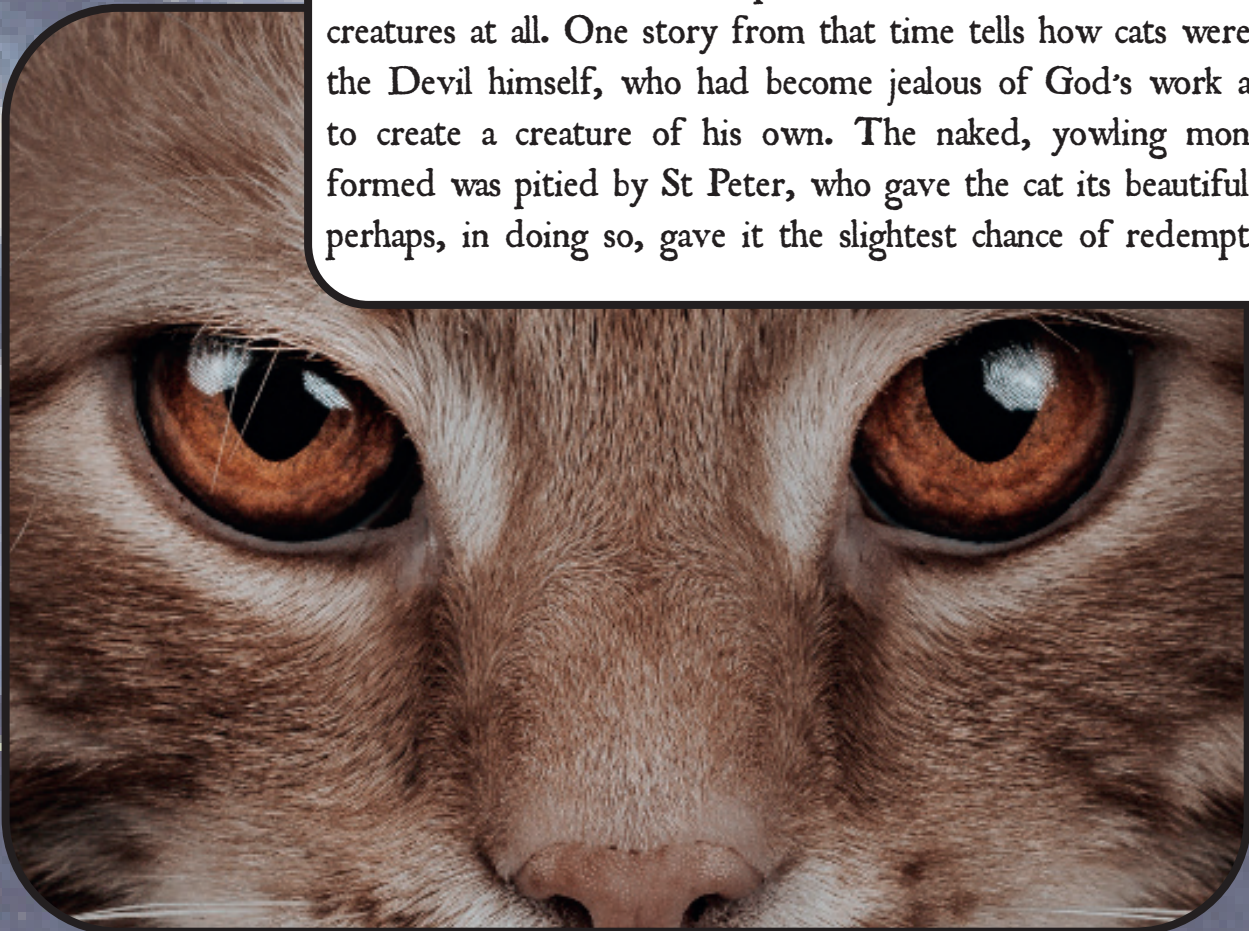 creatures at all. One story from that time tells how cats were
the Devil himself, who had become jealous of God's work
to create a creature of his own. The naked, yowling
formed was pitied by St Peter, who gave the cat its beautiful
perhaps, in doing so, gave it the slightest chance of